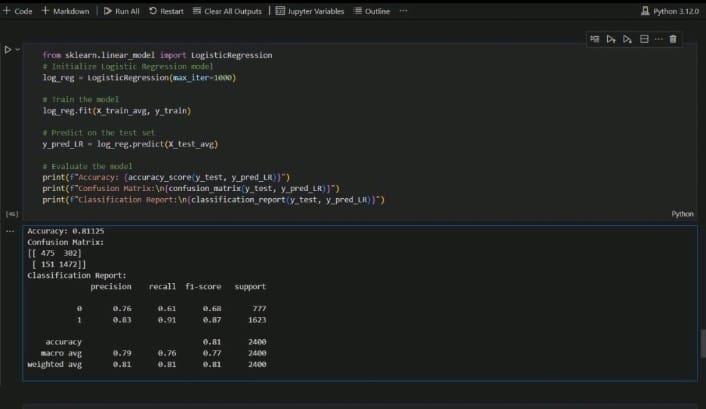 + Code + Markdown | Run All Restart Clear All Outputs | Jupyter Variables Outline ... Python 3.12.0
from sklearn.linear_model import LogisticRegression
# Initialize Logistic Regression model
log_reg = LogisticRegression(max_iter=1000)
# Train the model
log_reg.fit(X_train_avg, y_train)
# Predict on the test set
y_pred_LR = log_reg.predict(X_test_avg)
# Evaluate the model
print(f"Accuracy: {accuracy_score(y_test, y_pred_LR)}")
print(f"Confusion Matrix:\n{confusion_matrix(y_test, y_pred_LR)}")
print(f"Classification Report:\n{classification_report(y_test, y_pred_LR)}")
Python
... Accuracy: 0.81125
Confusion Matrix:
[[ 475 302]
[ 151 1472]]
Classification Report:
precision recall f1-score support
0 0.76 0.61 0.68 777
1 0.83 0.91 0.87 1623
accuracy 0.81 2400
macro avg 0.79 0.76 0.77 2400
weighted avg 0.81 0.81 0.81 2400